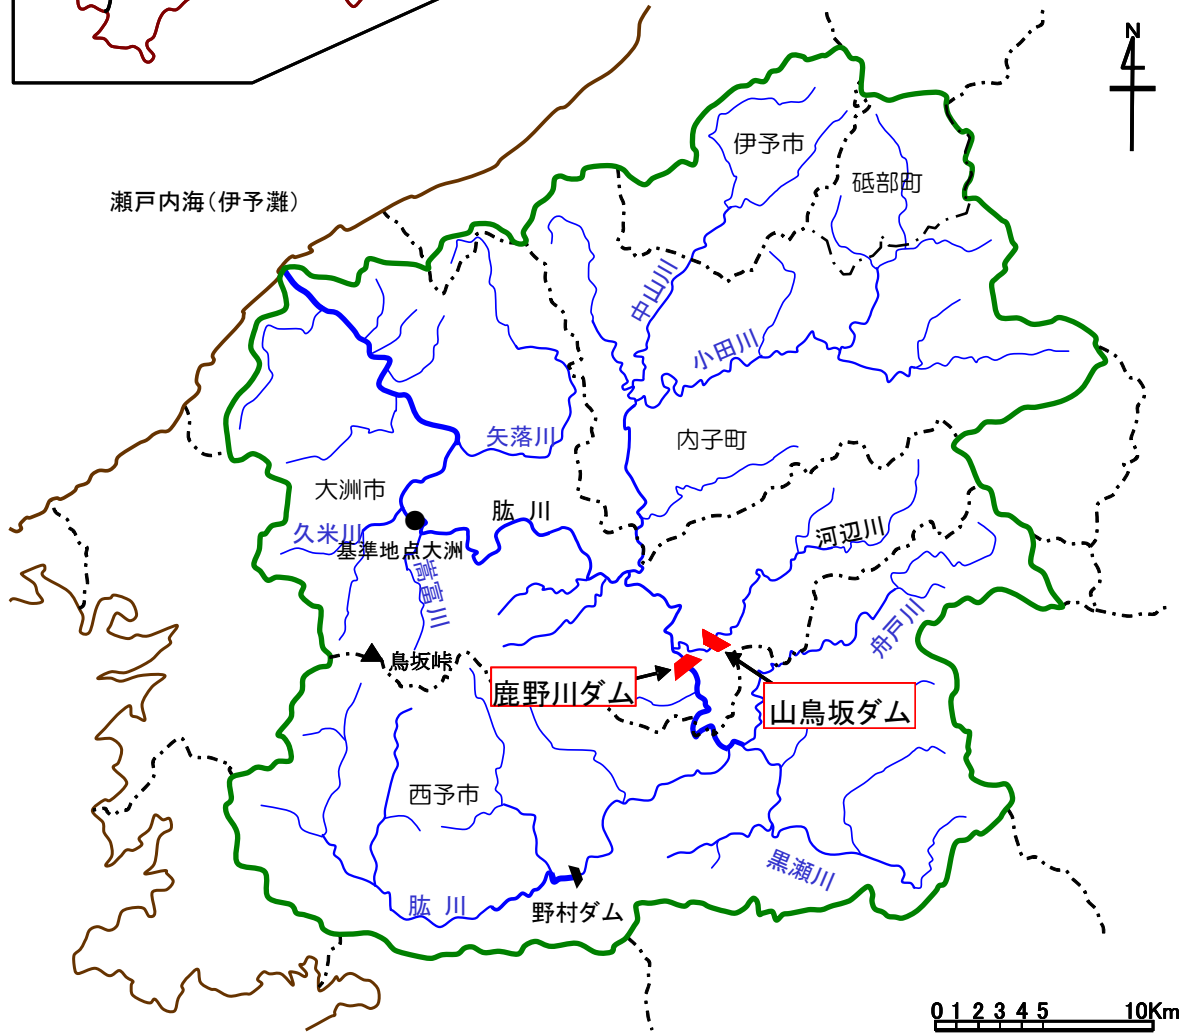 N
伊予市
砥部町
瀬戸内海(伊予灘)
中山川
小田川
矢落川
内子町
大洲市
肱 川
久米川
基準地点大洲
河辺川
嵩富川
舟戸川
鳥坂峠
鹿野川ダム
山鳥坂ダム
西予市
黒瀬川
肱 川
野村ダム
0 1 2 3 4 5 10Km